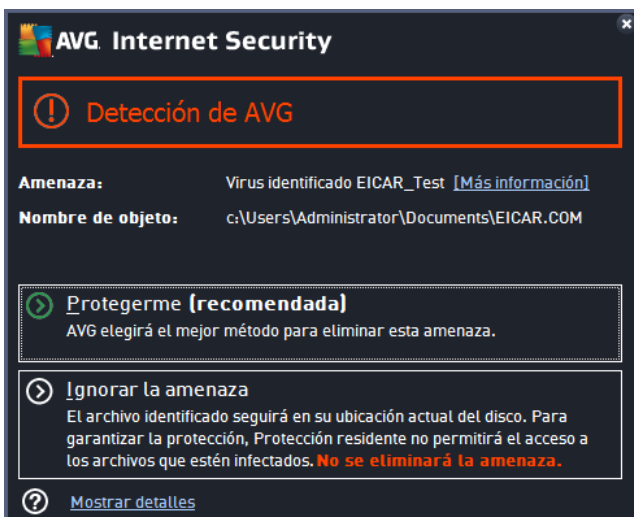 AVG. Internet Security
Detección de AVG
Amenaza: Virus identificado EICAR_Test [Más información]
Nombre de objeto: c:\Users\Administrator\Documents\EICAR.COM
Protegerme (recomendada)
AVG elegirá el mejor método para eliminar esta amenaza.
Ignorar la amenaza
El archivo identificado seguirá en su ubicación actual del disco. Para
garantizar la protección, Protección residente no permitirá el acceso a
los archivos que estén infectados. No se eliminará la amenaza.
Mostrar detalles